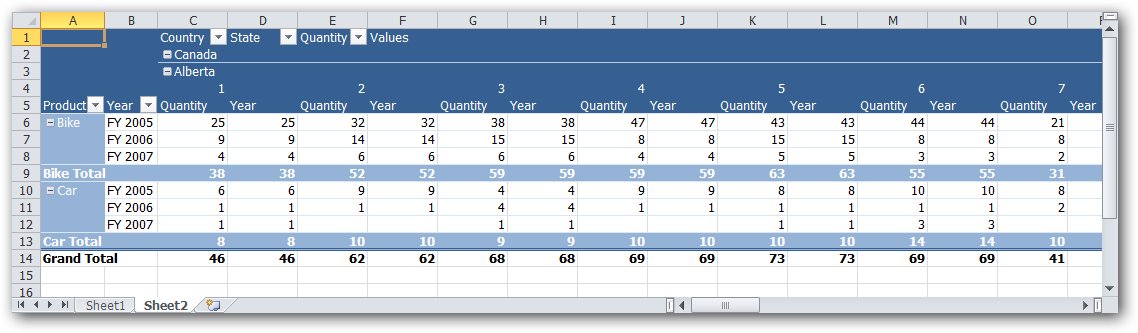 A B C D E F G H I J K L M N O
1 Country State Quantity Values
2 Canada
3 Alberta
4 1 2 3 4 5 6 7
5 Product Year Quantity Year Quantity Year Quantity Year Quantity Year Quantity Year Quantity Year Quantity Year
6 Bike FY 2005 25 25 32 32 38 38 47 47 43 43 44 44 21
7 FY 2006 9 9 14 14 15 15 8 8 15 15 8 8 8
8 FY 2007 4 4 6 6 6 6 4 4 5 5 3 3 2
9 Bike Total 38 38 52 52 59 59 59 59 63 63 55 55 31
10 Car FY 2005 6 6 9 9 4 4 9 9 8 8 10 10 8
11 FY 2006 1 1 1 1 4 4 1 1 1 1 1 1 2
12 FY 2007 1 1 1 1 1 1 3 3
13 Car Total 8 8 10 10 9 9 10 10 10 10 14 14 10
14 Grand Total 46 46 62 62 68 68 69 69 73 73 69 69 41
15
16
Sheet1 Sheet2